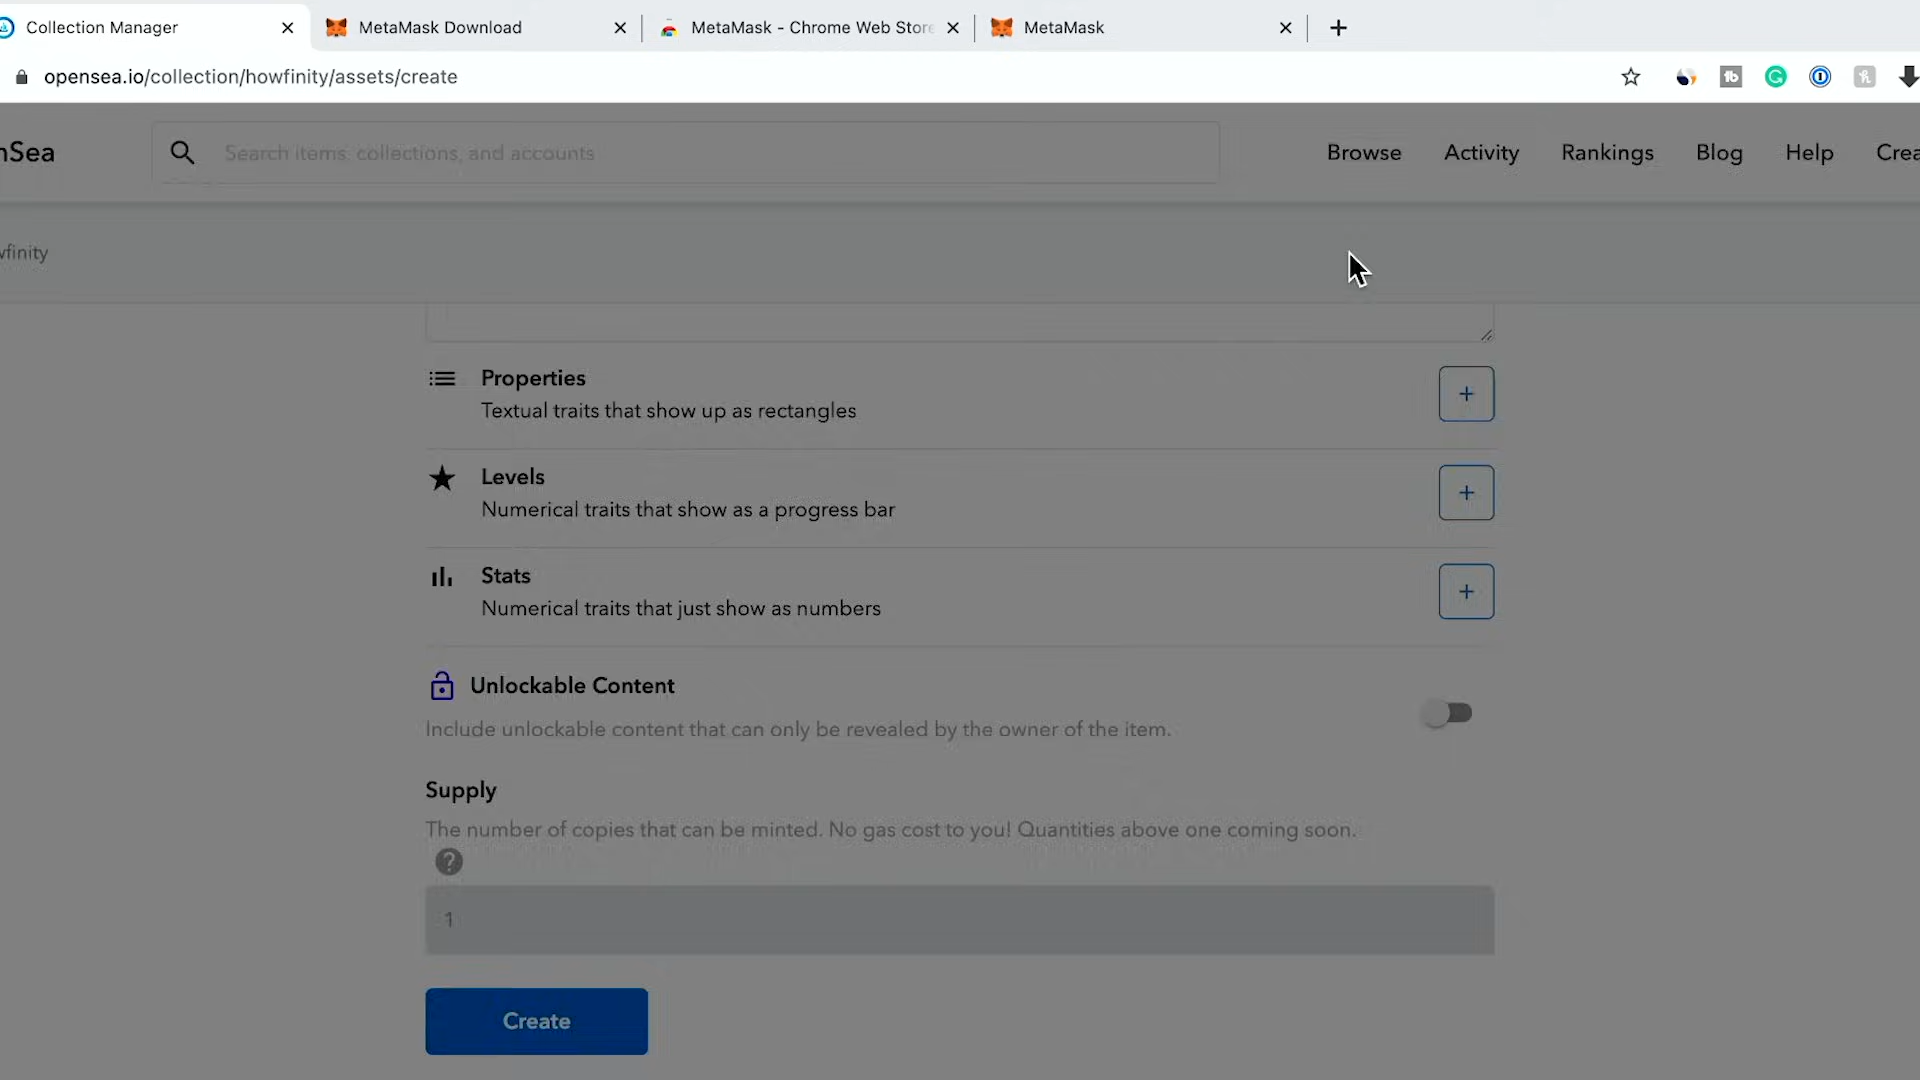 Collection Manager
MetaMask Download
MetaMask - Chrome Web Store
MetaMask
opensea.io/collection/howfinity/assets/create
nSea
Search items, collections, and accounts
Browse
Activity
Rankings
Blog
Help
Crea
wfinity
Properties
Textual traits that show up as rectangles
+
Levels
Numerical traits that show as a progress bar
+
Stats
Numerical traits that just show as numbers
+
Unlockable Content
Include unlockable content that can only be revealed by the owner of the item.
Supply
The number of copies that can be minted. No gas cost to you! Quantities above one coming soon.
?
1
Create